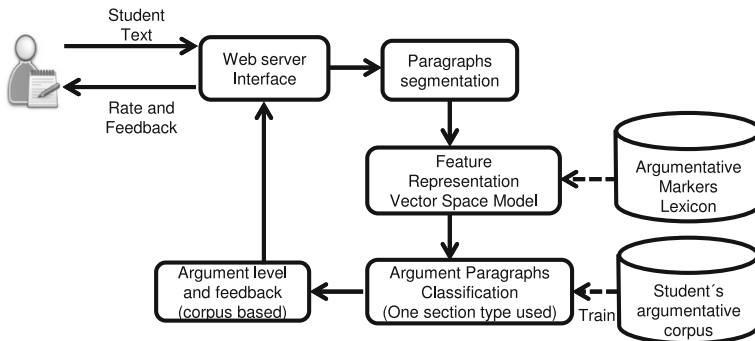 Student
Text
Web server
Interface
Paragraphs
segmentation
Rate and
Feedback
Feature
Representation
Vector Space Model
Argumentative
Markers
Lexicon
Argument level
and feedback
(corpus based)
Argument Paragraphs
Classification
(One section type used)
Train
Student´s
argumentative
corpus